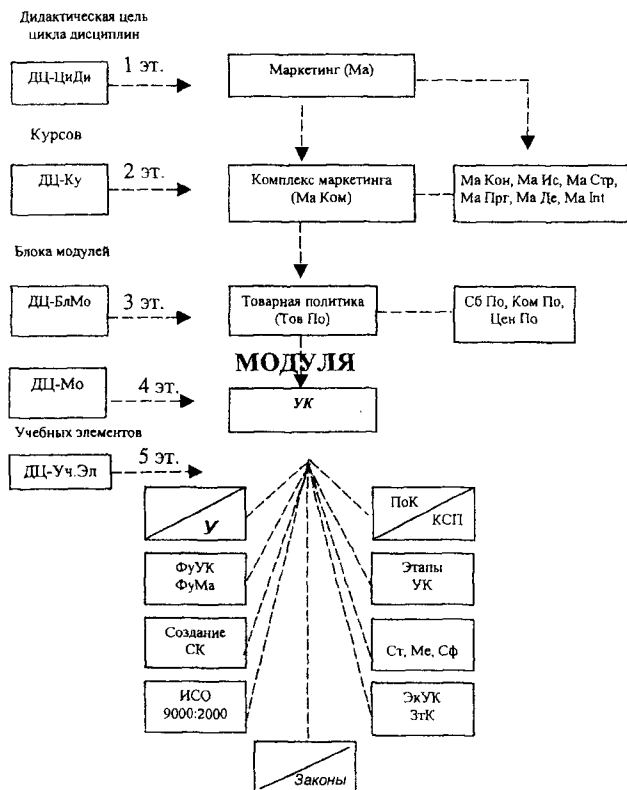 Дидактическая цель
цикла дисциплин
ДЦ-ЦиДи
1 эт.
Маркетинг (Ма)
Курсов
ДЦ-Ку
2 эт.
Комплекс маркетинга
(Ма Ком)
Ма Кон, Ма Ис, Ма Стр,
Ма Прг, Ма Де, Ма Int
Блока модулей
ДЦ-БлМо
3 эт.
Товарная политика
(Тов По)
Сб По, Ком По,
Цен По
МОДУЛЯ
ДЦ-Мо
4 эт.
УК
Учебных элементов
ДЦ-Уч.Эл
5 эт.
У
ПоК
КСП
ФуУК
ФуМа
Этапы
УК
Создание
СК
Ст, Ме, Сф
ИСО
9000:2000
ЭкУК
ЗтК
Законы